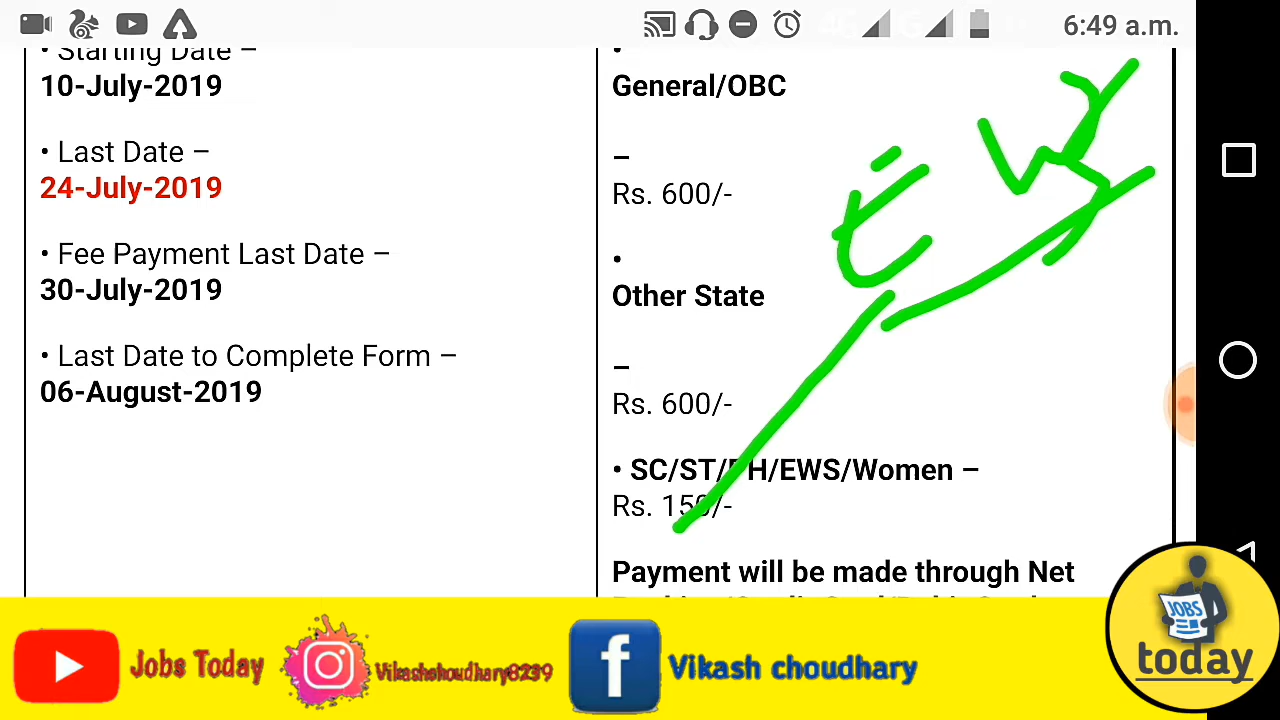 6:49 a.m.
• Starting Date –
10-July-2019
• Last Date –
24-July-2019
• Fee Payment Last Date –
30-July-2019
• Last Date to Complete Form –
06-August-2019
•
General/OBC
–
Rs. 600/-
•
Other State
–
Rs. 600/-
• SC/ST/PH/EWS/Women –
Rs. 150/-
Payment will be made through Net
EWS
Jobs Today
Vikashchoudhary8239
Vikash choudhary
JOBS
today